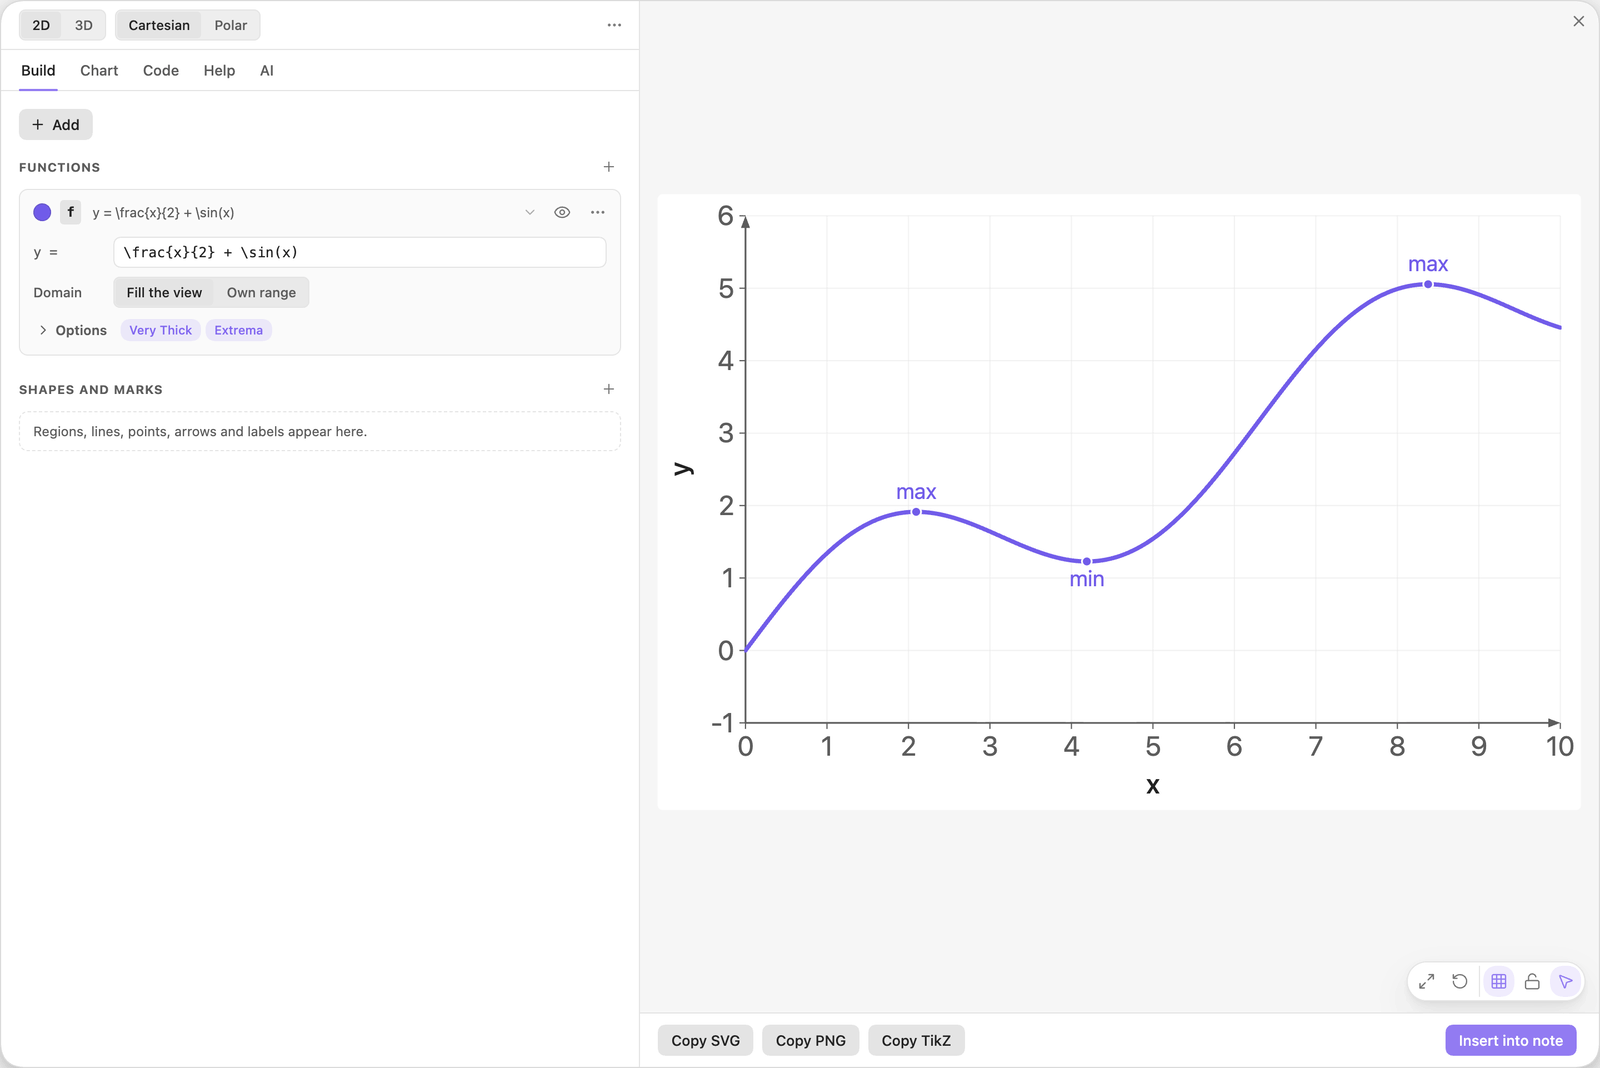 2D 3D Cartesian Polar
Build Chart Code Help AI
+ Add
FUNCTIONS
f y = \frac{x}{2} + \sin(x)
y = \frac{x}{2} + \sin(x)
Domain Fill the view Own range
Options Very Thick Extrema
SHAPES AND MARKS
Regions, lines, points, arrows and labels appear here.
6
5
4
3
2
1
0
-1
y
max
max
min
0 1 2 3 4 5 6 7 8 9 10
x
Copy SVG Copy PNG Copy TikZ Insert into note